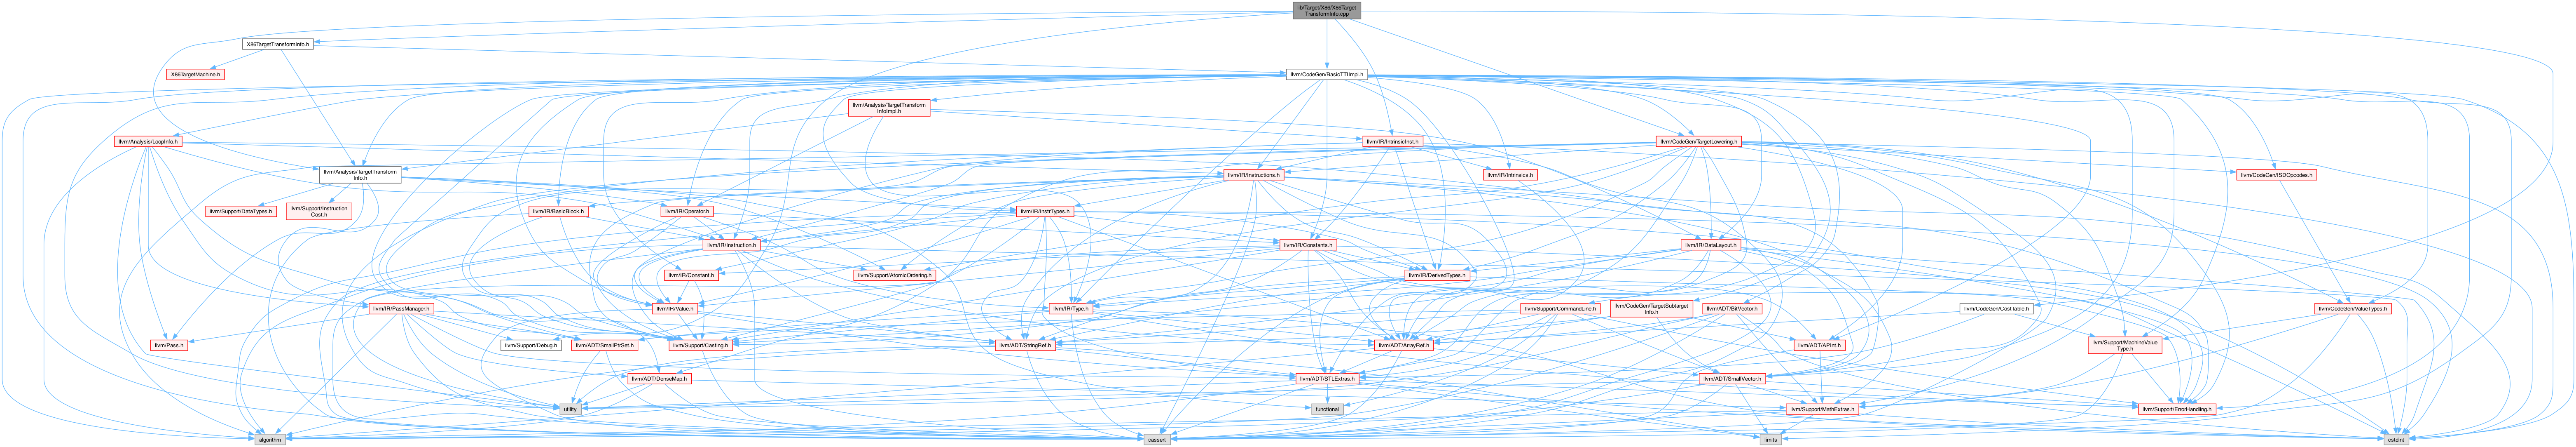 lib/Target/X86/X86Target
TransformInfo.cpp
X86TargetTransformInfo.h
X86TargetMachine.h
llvm/CodeGen/BasicTTIImpl.h
llvm/Analysis/TargetTransform
InfoImpl.h
llvm/Analysis/LoopInfo.h
llvm/IR/IntrinsicInst.h
llvm/CodeGen/TargetLowering.h
llvm/Analysis/TargetTransform
Info.h
llvm/IR/Instructions.h
llvm/IR/Intrinsics.h
llvm/CodeGen/ISDOpcodes.h
llvm/Support/DataTypes.h
llvm/Support/Instruction
Cost.h
llvm/IR/BasicBlock.h
llvm/IR/Operator.h
llvm/IR/InstrTypes.h
llvm/IR/Instruction.h
llvm/IR/Constants.h
llvm/IR/DataLayout.h
llvm/IR/Constant.h
llvm/Support/AtomicOrdering.h
llvm/IR/DerivedTypes.h
llvm/IR/PassManager.h
llvm/IR/Value.h
llvm/IR/Type.h
llvm/Support/CommandLine.h
llvm/CodeGen/TargetSubtarget
Info.h
llvm/ADT/BitVector.h
llvm/CodeGen/CostTable.h
llvm/CodeGen/ValueTypes.h
llvm/Pass.h
llvm/Support/Debug.h
llvm/ADT/SmallPtrSet.h
llvm/Support/Casting.h
llvm/ADT/StringRef.h
llvm/ADT/ArrayRef.h
llvm/ADT/APInt.h
llvm/Support/MachineValue
Type.h
llvm/ADT/DenseMap.h
llvm/ADT/STLExtras.h
llvm/ADT/SmallVector.h
utility
functional
llvm/Support/MathExtras.h
llvm/Support/ErrorHandling.h
algorithm
cassert
limits
cstdint